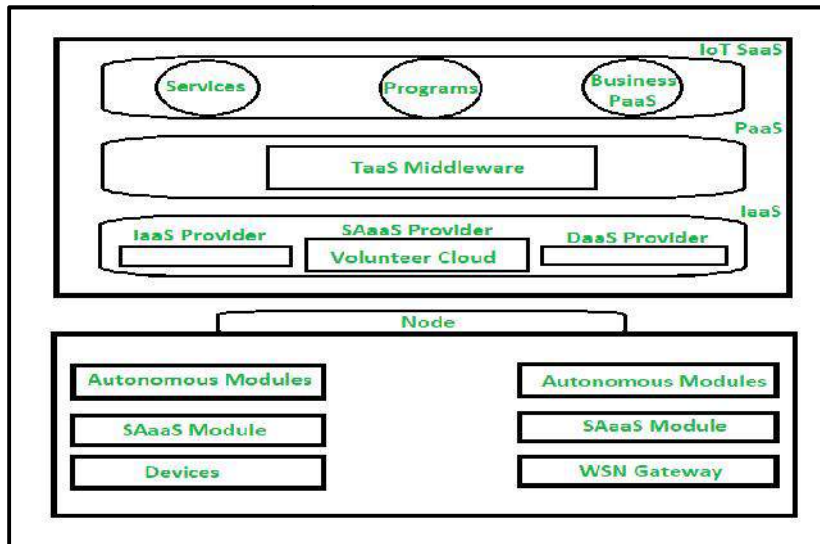 IoT SaaS
Services
Programs
Business
PaaS
PaaS
TaaS Middleware
IaaS
IaaS Provider
SAaaS Provider
DaaS Provider
Volunteer Cloud
Node
Autonomous Modules
Autonomous Modules
SAaaS Module
SAaaS Module
Devices
WSN Gateway